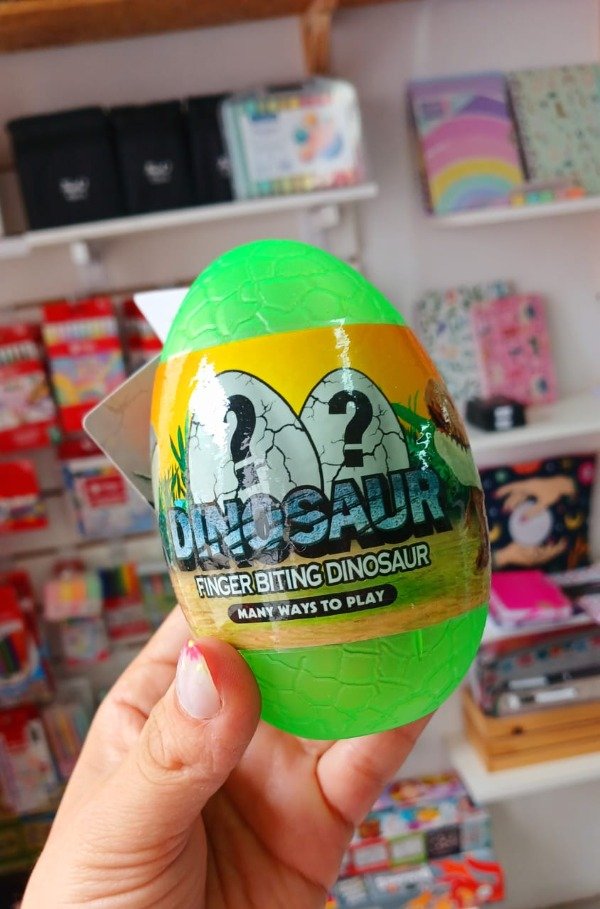 ? ?
DINOSAUR
FINGER BITING DINOSAUR
MANY WAYS TO PLAY